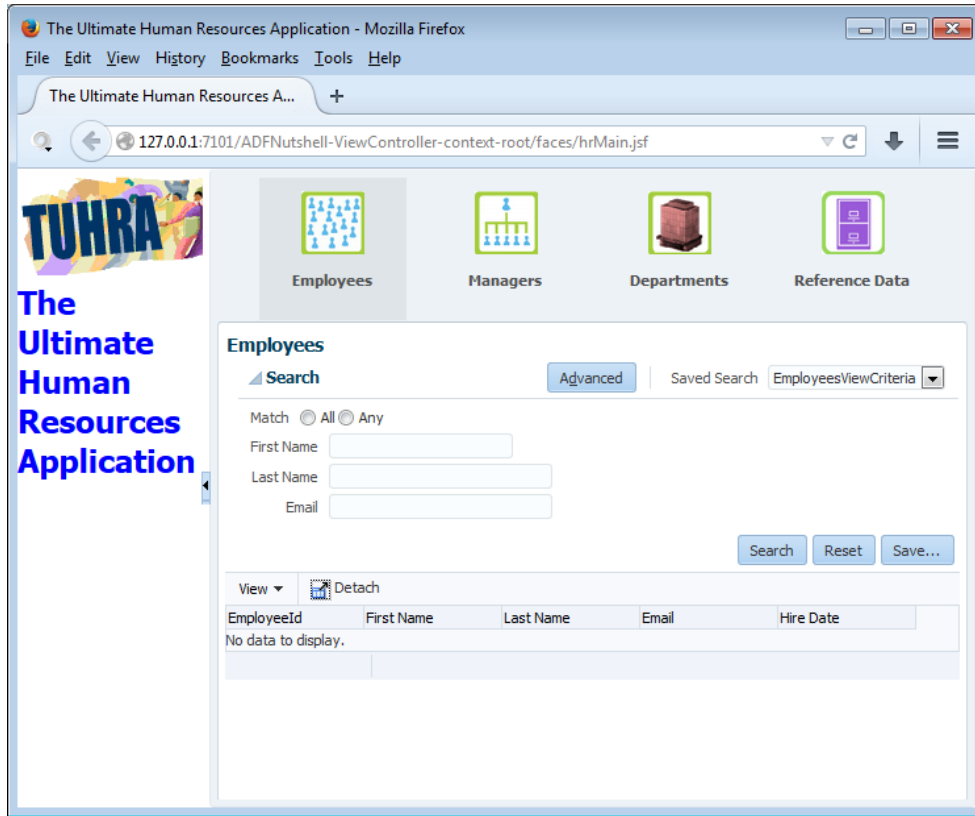 The Ultimate Human Resources Application - Mozilla Firefox
File Edit View History Bookmarks Tools Help
The Ultimate Human Resources A... +
127.0.0.1:7101/ADFNutshell-ViewController-context-root/faces/hrMain.jsf
TUHRA
The
Ultimate
Human
Resources
Application
Employees Managers Departments Reference Data
Employees
Search Advanced Saved Search EmployeesViewCriteria
Match All Any
First Name
Last Name
Email
Search Reset Save...
View Detach
EmployeeId First Name Last Name Email Hire Date
No data to display.